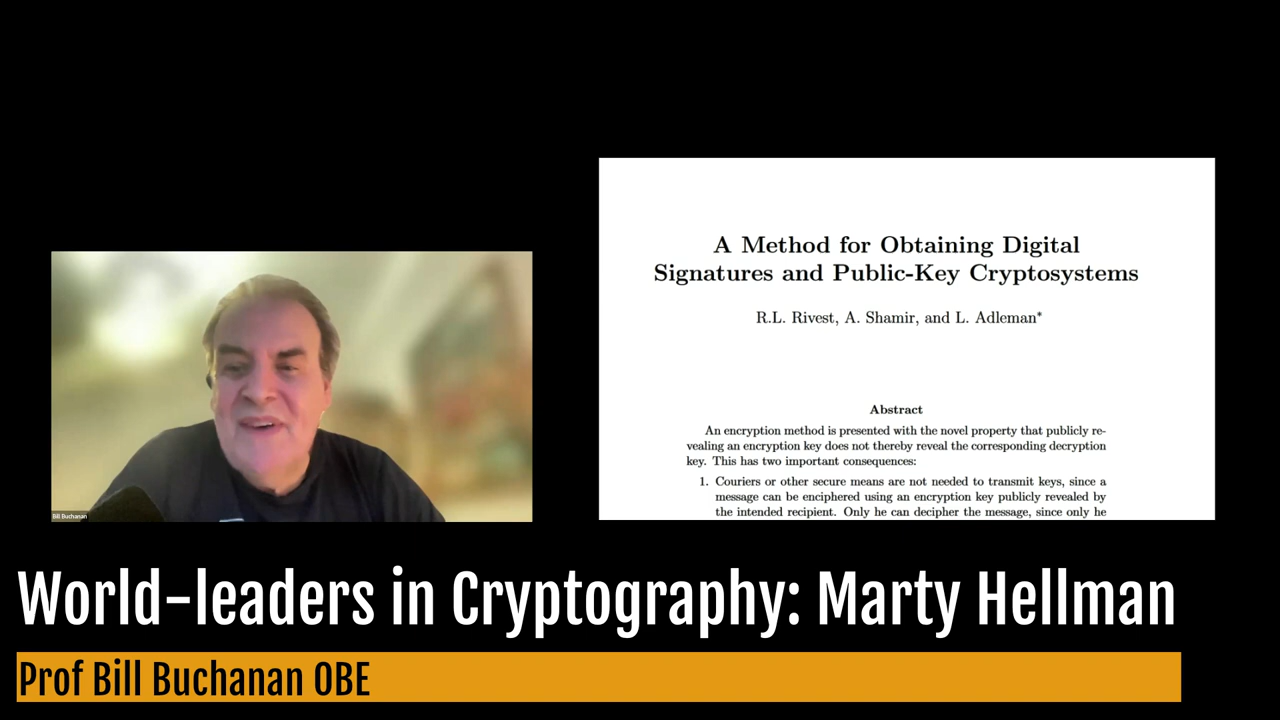 A Method for Obtaining Digital
Signatures and Public-Key Cryptosystems
R.L. Rivest, A. Shamir, and L. Adleman*
Abstract
An encryption method is presented with the novel property that publicly re-
vealing an encryption key does not thereby reveal the corresponding decryption
key. This has two important consequences:
1. Couriers or other secure means are not needed to transmit keys, since a
message can be enciphered using an encryption key publicly revealed by
the intended recipient. Only he can decipher the message, since only he
Bill Buchanan
World-leaders in Cryptography: Marty Hellman
Prof Bill Buchanan OBE